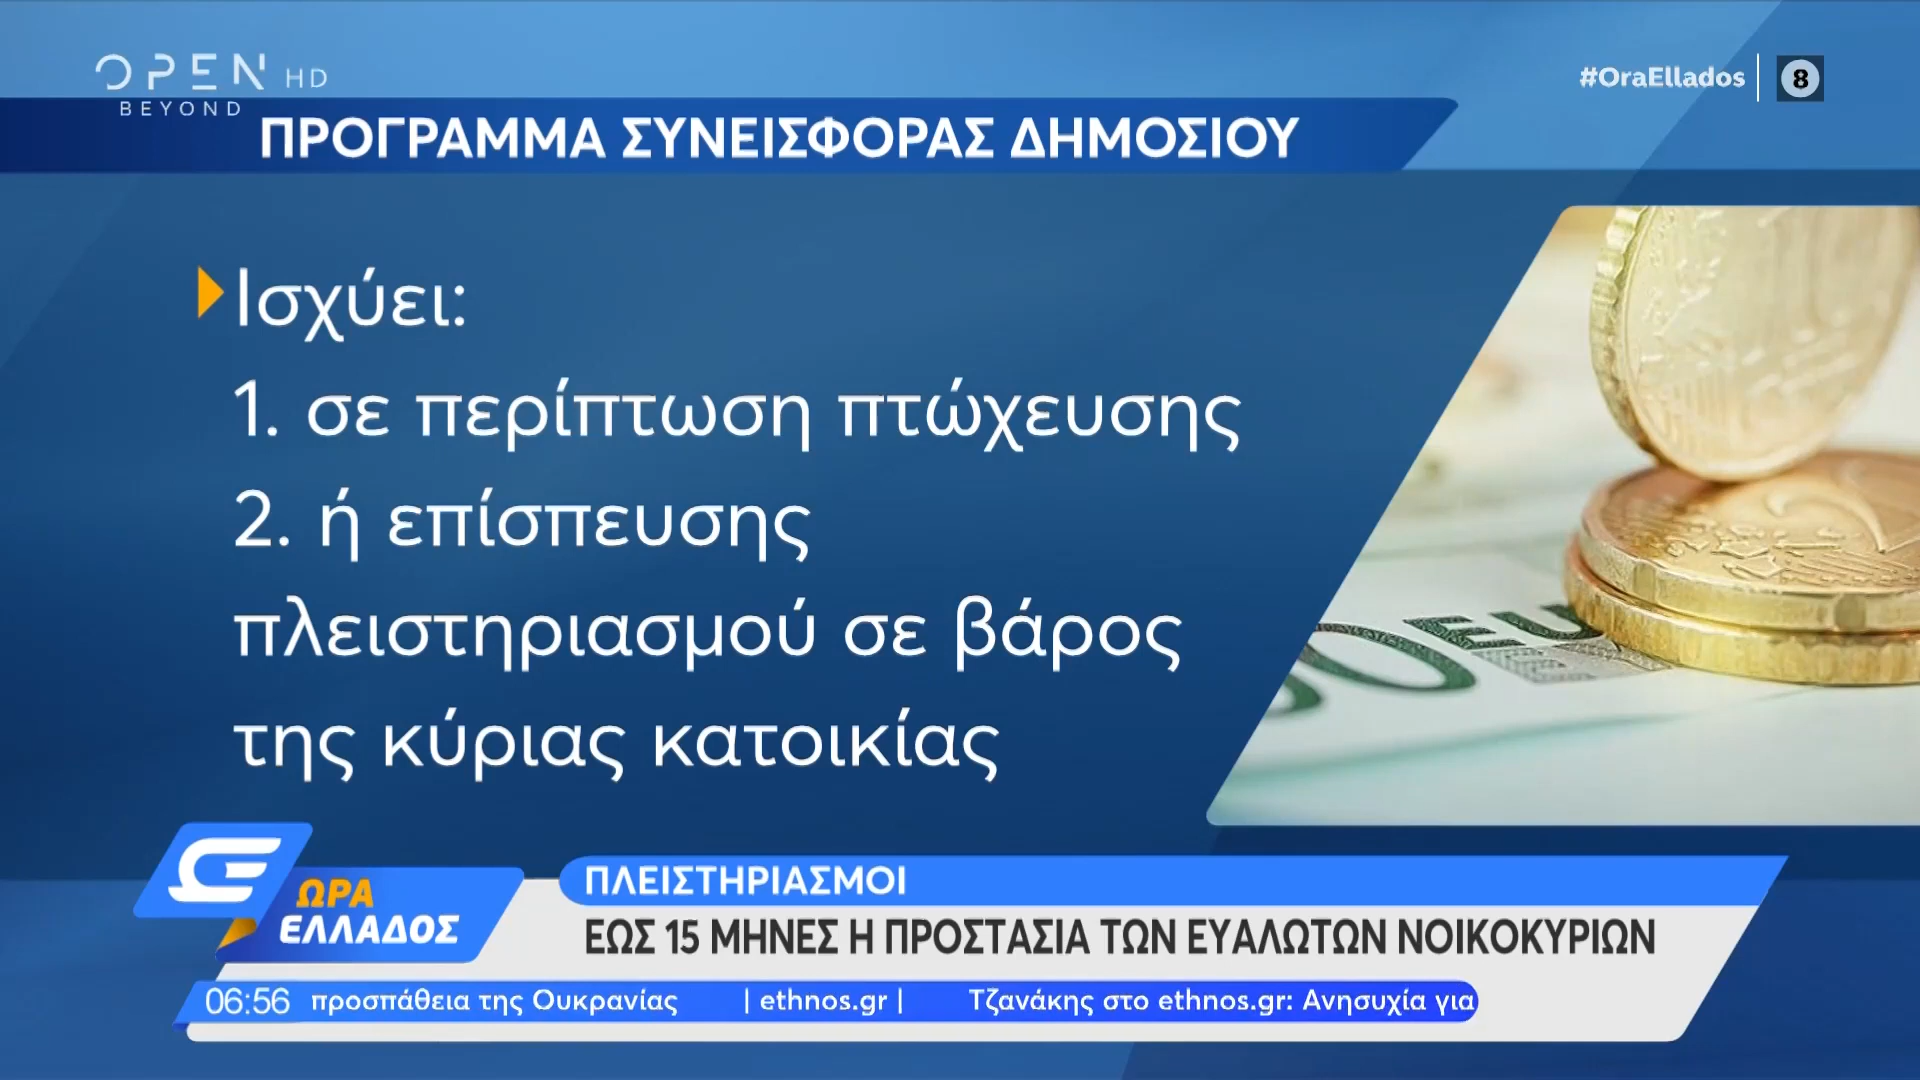 OPEN HD
BEYOND
#OraEllados
8
ΠΡΟΓΡΑΜΜΑ ΣΥΝΕΙΣΦΟΡΑΣ ΔΗΜΟΣΙΟΥ
Ισχύει:
1. σε περίπτωση πτώχευσης
2. ή επίσπευσης
πλειστηριασμού σε βάρος
της κύριας κατοικίας
EU
ΩΡΑ
ΕΛΛΑΔΟΣ
ΠΛΕΙΣΤΗΡΙΑΣΜΟΙ
ΕΩΣ 15 ΜΗΝΕΣ Η ΠΡΟΣΤΑΣΙΑ ΤΩΝ ΕΥΑΛΩΤΩΝ ΝΟΙΚΟΚΥΡΙΩΝ
06:56 προσπάθεια της Ουκρανίας | ethnos.gr | Τζανάκης στο ethnos.gr: Ανησυχία για